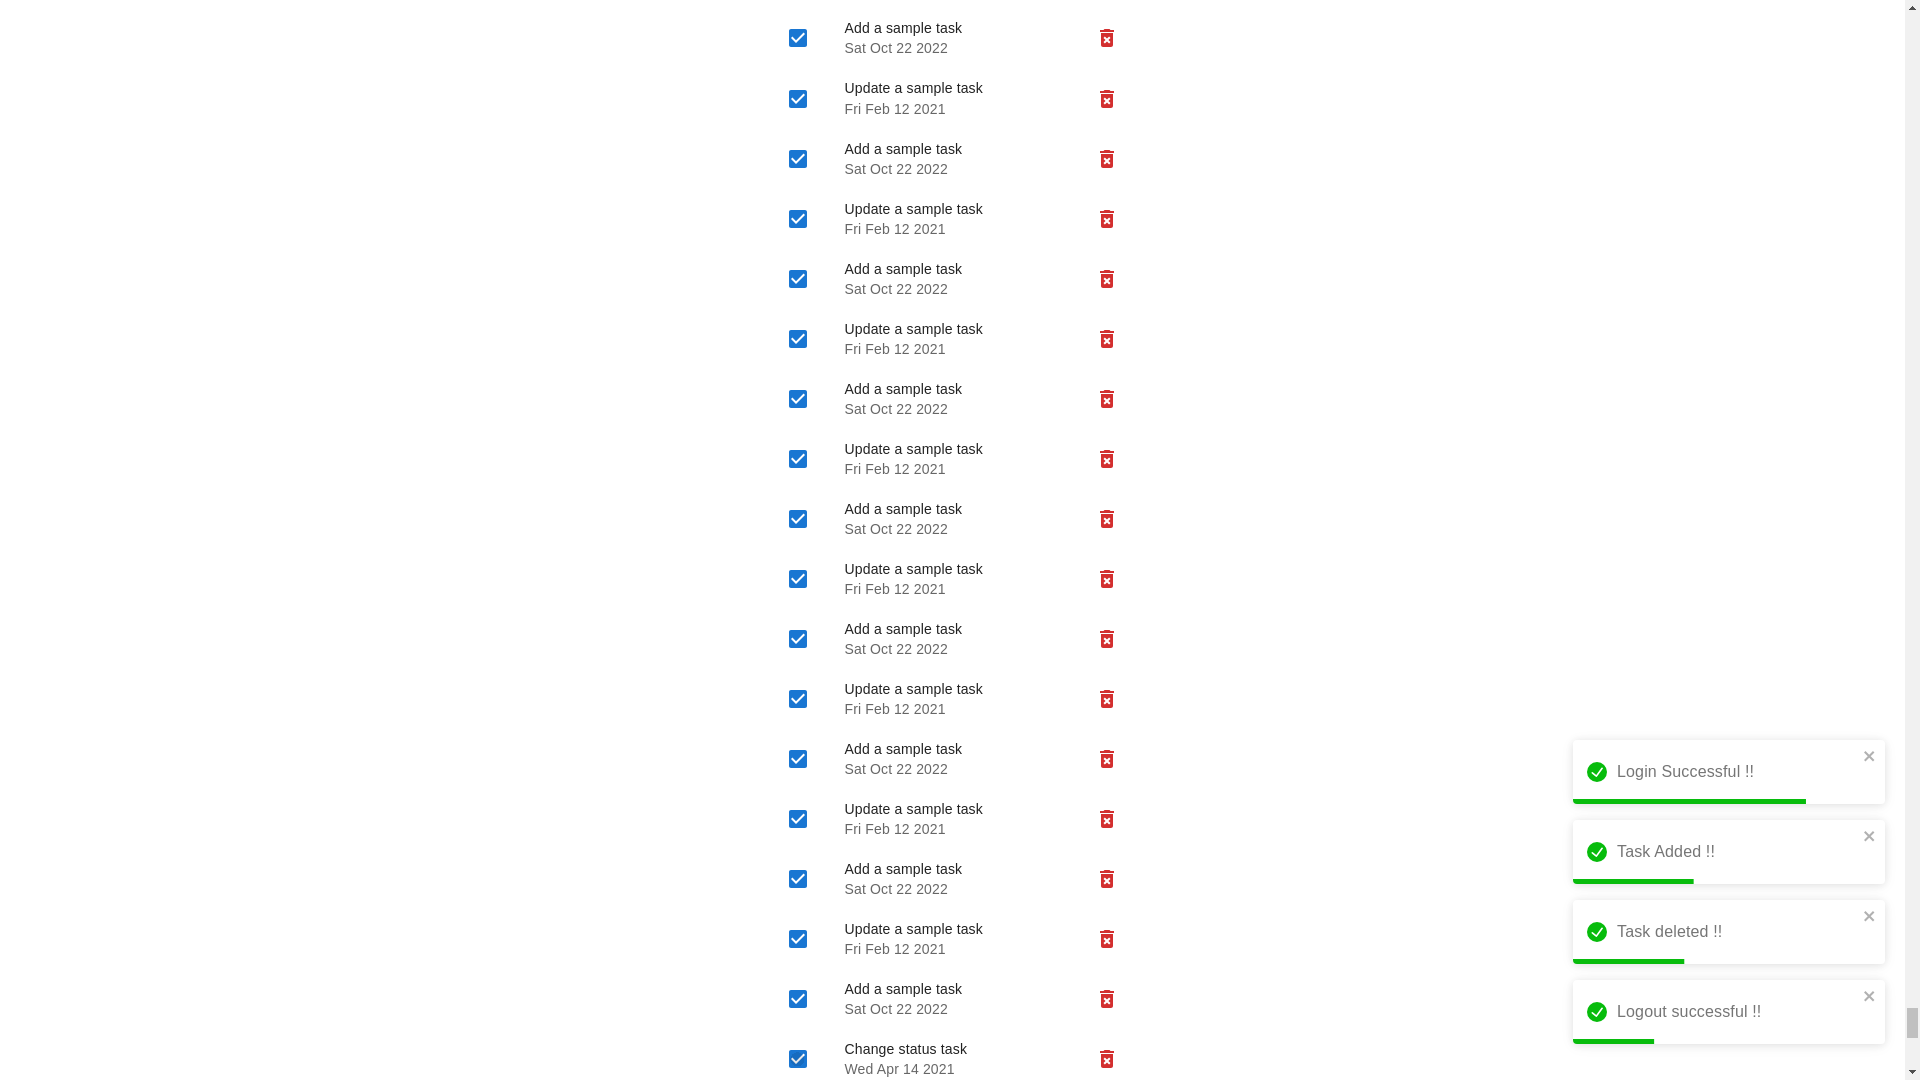 Add a sample task
Sat Oct 22 2022
Update a sample task
Fri Feb 12 2021
Add a sample task
Sat Oct 22 2022
Update a sample task
Fri Feb 12 2021
Add a sample task
Sat Oct 22 2022
Update a sample task
Fri Feb 12 2021
Add a sample task
Sat Oct 22 2022
Update a sample task
Fri Feb 12 2021
Add a sample task
Sat Oct 22 2022
Update a sample task
Fri Feb 12 2021
Add a sample task
Sat Oct 22 2022
Update a sample task
Fri Feb 12 2021
Add a sample task
Sat Oct 22 2022
Update a sample task
Fri Feb 12 2021
Add a sample task
Sat Oct 22 2022
Update a sample task
Fri Feb 12 2021
Add a sample task
Sat Oct 22 2022
Change status task
Wed Apr 14 2021
Login Successful !!
Task Added !!
Task deleted !!
Logout successful !!